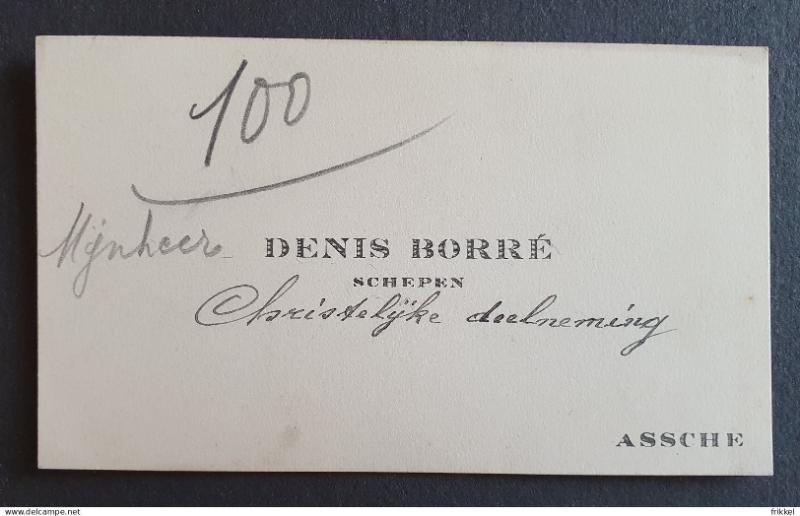 100
Mijnheer DENIS BORRÉ
SCHEPEN
Christelijke deelneming
ASSCHE
www.delcampe.net
frikkel